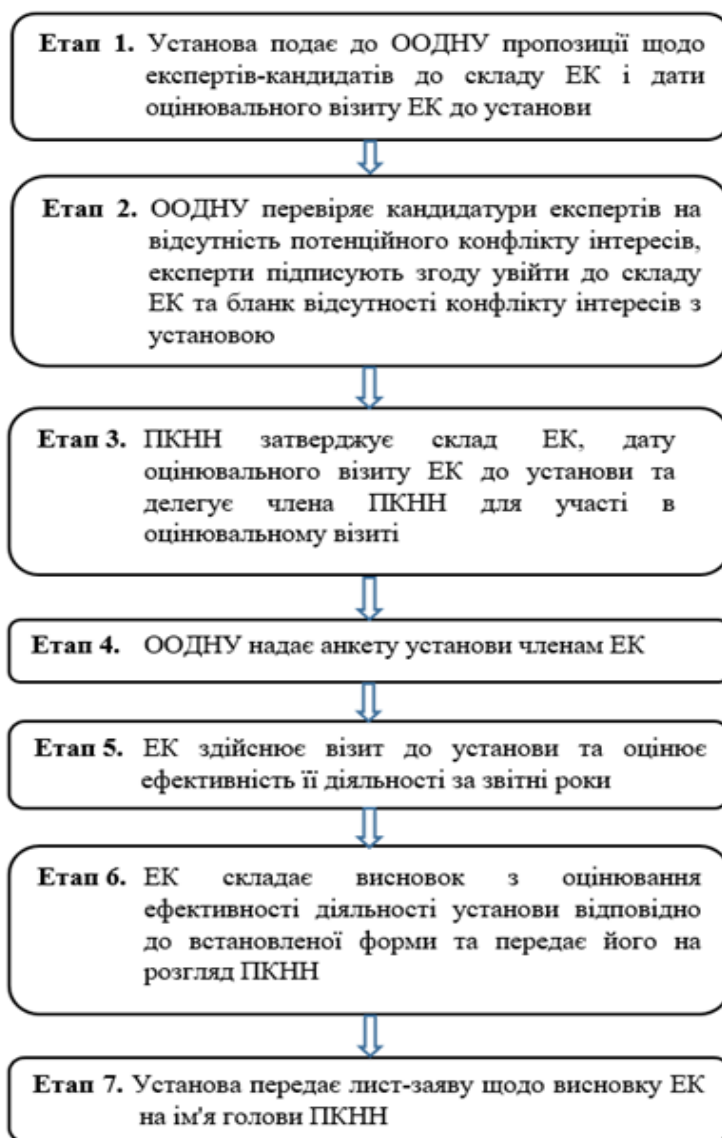 Етап 1. Установа подає до ООДНУ пропозиції щодо
експертів-кандидатів до складу ЕК і дати
оцінювального візиту ЕК до установи
Етап 2. ООДНУ перевіряє кандидатури експертів на
відсутність потенційного конфлікту інтересів,
експерти підписують згоду увійти до складу
ЕК та бланк відсутності конфлікту інтересів з
установою
Етап 3. ПКНН затверджує склад ЕК, дату
оцінювального візиту ЕК до установи та
делегує члена ПКНН для участі в
оцінювальному візиті
Етап 4. ООДНУ надає анкету установи членам ЕК
Етап 5. ЕК здійснює візит до установи та оцінює
ефективність її діяльності за звітні роки
Етап 6. ЕК складає висновок з оцінювання
ефективності діяльності установи відповідно
до встановленої форми та передає його на
розгляд ПКНН
Етап 7. Установа передає лист-заяву щодо висновку ЕК
на ім'я голови ПКНН